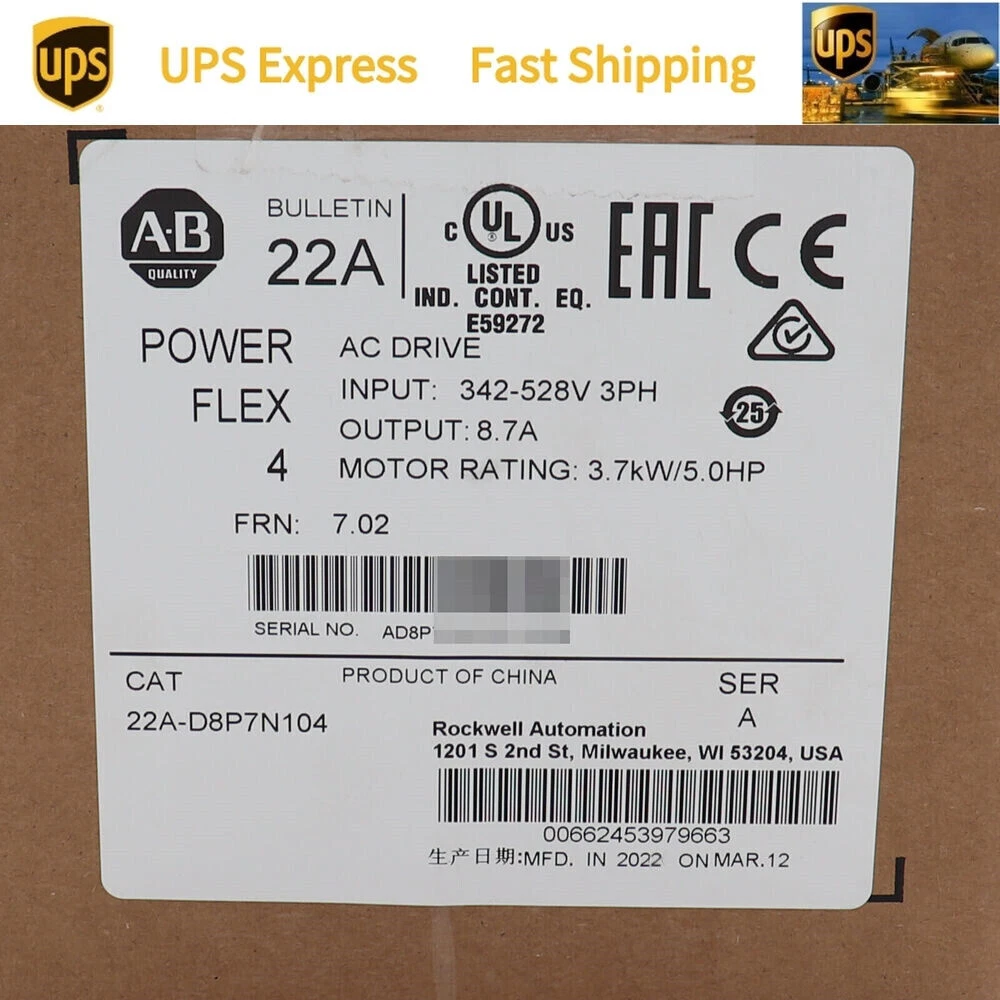 ups
UPS Express Fast Shipping
ups
A·B
QUALITY
BULLETIN
22A
C UL US
LISTED
IND. CONT. EQ.
E59272
EAC CE
POWER
FLEX
4
AC DRIVE
INPUT: 342-528V 3PH
OUTPUT: 8.7A
MOTOR RATING: 3.7kW/5.0HP
25
FRN: 7.02
SERIAL NO. AD8P
PRODUCT OF CHINA
CAT
22A-D8P7N104
SER
A
Rockwell Automation
1201 S 2nd St, Milwaukee, WI 53204, USA
00662453979663
生产日期:MFD. IN 2022 ON MAR.12